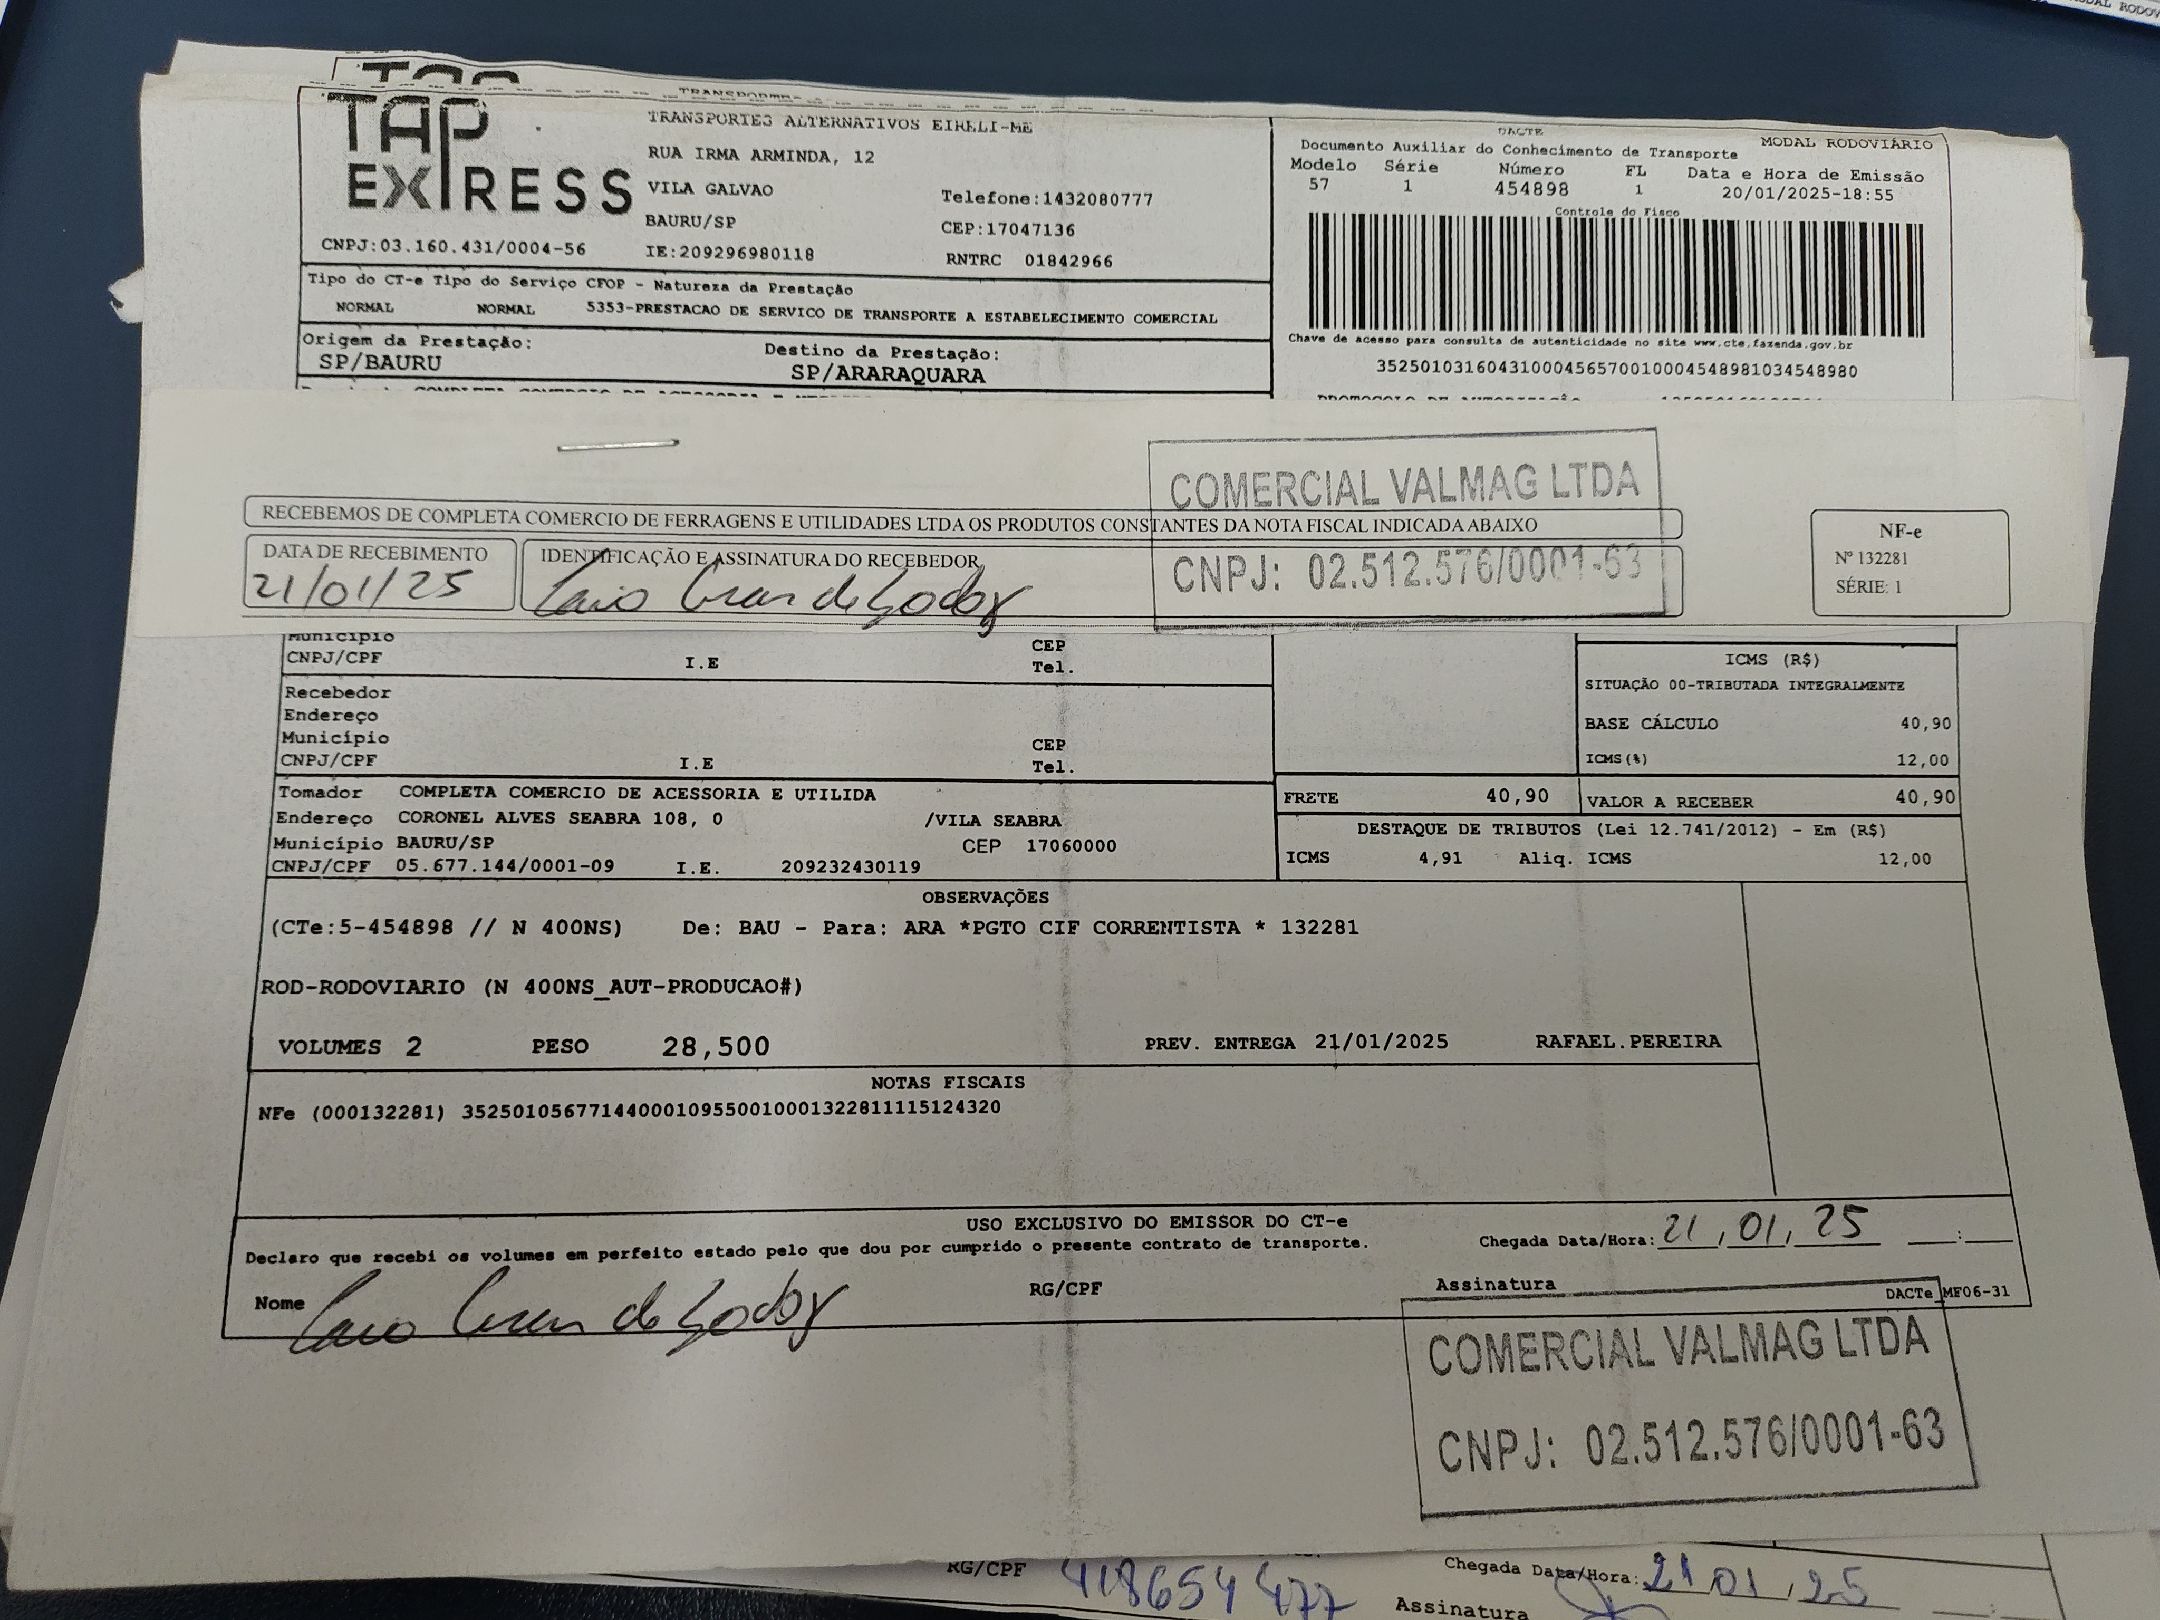 MODAL RODOV
TAP
EXPRESS
TRANSPORTES ALTERNATIVOS EIRELI-ME
RUA IRMA ARMINDA, 12
VILA GALVAO
Telefone:1432080777
BAURU/SP
CEP:17047136
CNPJ:03.160.431/0004-56
IE:209296980118
RNTRC 01842966
DACTE
MODAL RODOVIÁRIO
Documento Auxiliar do Conhecimento de Transporte
Modelo Série Número FL Data e Hora de Emissão
57 1 454898 1 20/01/2025-18:55
Controle do Fisco
Tipo do CT-e Tipo do Serviço CFOP - Natureza da Prestação
NORMAL NORMAL 5353-PRESTACAO DE SERVICO DE TRANSPORTE A ESTABELECIMENTO COMERCIAL
Chave de acesso para consulta de autenticidade no site www.cte.fazenda.gov.br
35250103160431000456570010004548981034548980
Origem da Prestação: Destino da Prestação:
SP/BAURU SP/ARARAQUARA
COMERCIAL VALMAG LTDA
CNPJ: 02.512.576/0001-63
RECEBEMOS DE COMPLETA COMERCIO DE FERRAGENS E UTILIDADES LTDA OS PRODUTOS CONSTANTES DA NOTA FISCAL INDICADA ABAIXO
DATA DE RECEBIMENTO
21/01/25
IDENTIFICAÇÃO E ASSINATURA DO RECEBEDOR
NF-e
Nº 132281
SÉRIE: 1
Município CEP
CNPJ/CPF I.E Tel.
Recebedor
Endereço
Município CEP
CNPJ/CPF I.E Tel.
ICMS (R$)
SITUAÇÃO 00-TRIBUTADA INTEGRALMENTE
BASE CÁLCULO 40,90
ICMS(%) 12,00
Tomador COMPLETA COMERCIO DE ACESSORIA E UTILIDA
Endereço CORONEL ALVES SEABRA 108, 0 /VILA SEABRA
Município BAURU/SP CEP 17060000
CNPJ/CPF 05.677.144/0001-09 I.E. 209232430119
FRETE 40,90 VALOR A RECEBER 40,90
DESTAQUE DE TRIBUTOS (Lei 12.741/2012) - Em (R$)
ICMS 4,91 Aliq. ICMS 12,00
OBSERVAÇÕES
(CTe:5-454898 // N 400NS) De: BAU - Para: ARA *PGTO CIF CORRENTISTA * 132281
ROD-RODOVIARIO (N 400NS_AUT-PRODUCAO#)
VOLUMES 2 PESO 28,500 PREV. ENTREGA 21/01/2025 RAFAEL.PEREIRA
NOTAS FISCAIS
NFe (000132281) 35250105677144000109550010001322811115124320
USO EXCLUSIVO DO EMISSOR DO CT-e
Declaro que recebi os volumes em perfeito estado pelo que dou por cumprido o presente contrato de transporte.
Chegada Data/Hora: 21,01,25 __:__
Nome RG/CPF Assinatura
DACTe_MF06-31
COMERCIAL VALMAG LTDA
CNPJ: 02.512.576/0001-63
RG/CPF 418654477
Chegada Data/Hora: 21,01,25
Assinatura